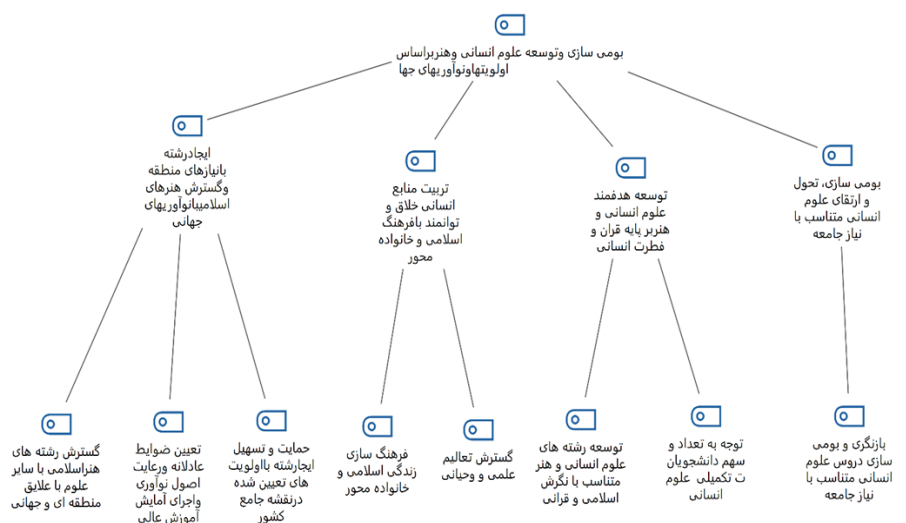 بومی سازی وتوسعه علوم انسانی وهنربراساس
اولویتهاونوآوریهای جها
ایجادرشته
بانیازهای منطقه
وگسترش هنرهای
اسلامیبانوآوریهای
جهانی
تربیت منابع
انسانی خلاق و
توانمند بافرهنگ
اسلامی و خانواده
محور
توسعه هدفمند
علوم انسانی و
هنربر پایه قران و
فطرت انسانی
بومی سازی، تحول
و ارتقای علوم
انسانی متناسب با
نیاز جامعه
گسترش رشته های
هنراسلامی با سایر
علوم با علایق
منطقه ای و جهانی
تعیین ضوابط
عادلانه ورعایت
اصول نوآوری
واجرای آمایش
آموزش عالی
حمایت و تسهیل
ایجارشته بااولویت
های تعیین شده
درنقشه جامع
کشور
فرهنگ سازی
زندگی اسلامی و
خانواده محور
گسترش تعالیم
علمی و وحیانی
توسعه رشته های
علوم انسانی و هنر
متناسب با نگرش
اسلامی و قرانی
توجه به تعداد و
سهم دانشجویان
ت تکمیلی علوم
انسانی
بازنگری و بومی
سازی دروس علوم
انسانی متناسب با
نیاز جامعه